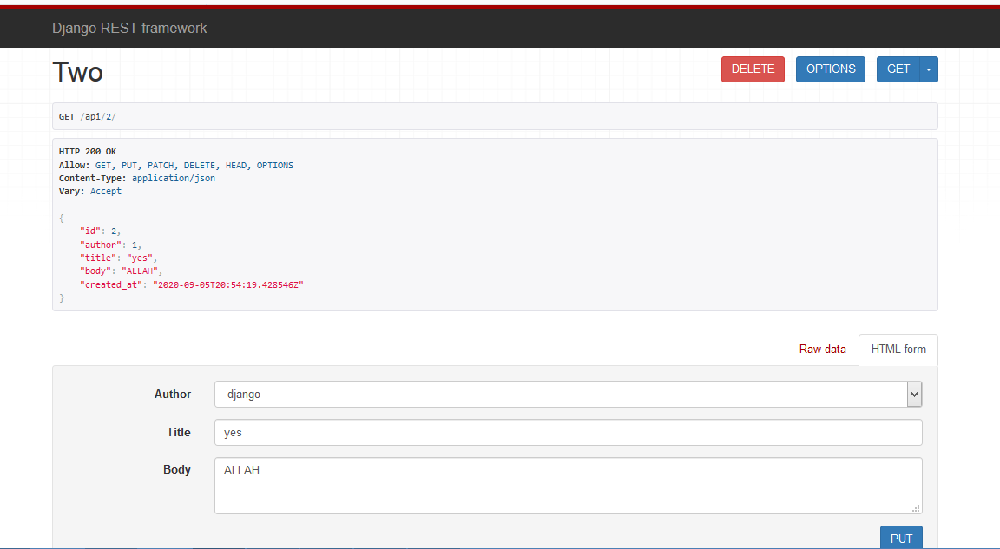 Django REST framework
Two
DELETE OPTIONS GET
GET /api/2/
HTTP 200 OK
Allow: GET, PUT, PATCH, DELETE, HEAD, OPTIONS
Content-Type: application/json
Vary: Accept
{
"id": 2,
"author": 1,
"title": "yes",
"body": "ALLAH",
"created_at": "2020-09-05T20:54:19.428546Z"
}
Raw data HTML form
Author django
Title yes
Body ALLAH
PUT